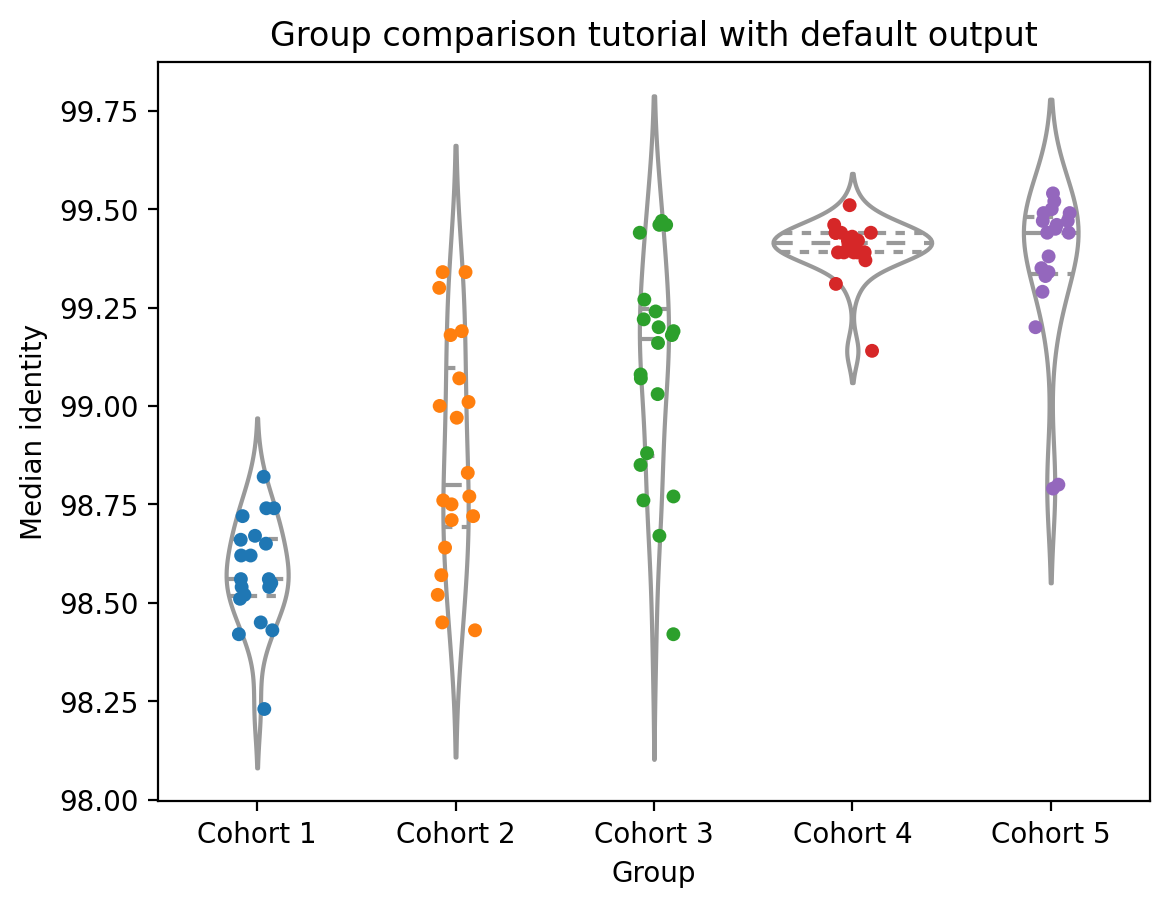 Group comparison tutorial with default output
Median identity
99.75
99.50
99.25
99.00
98.75
98.50
98.25
98.00
Cohort 1
Cohort 2
Cohort 3
Cohort 4
Cohort 5
Group